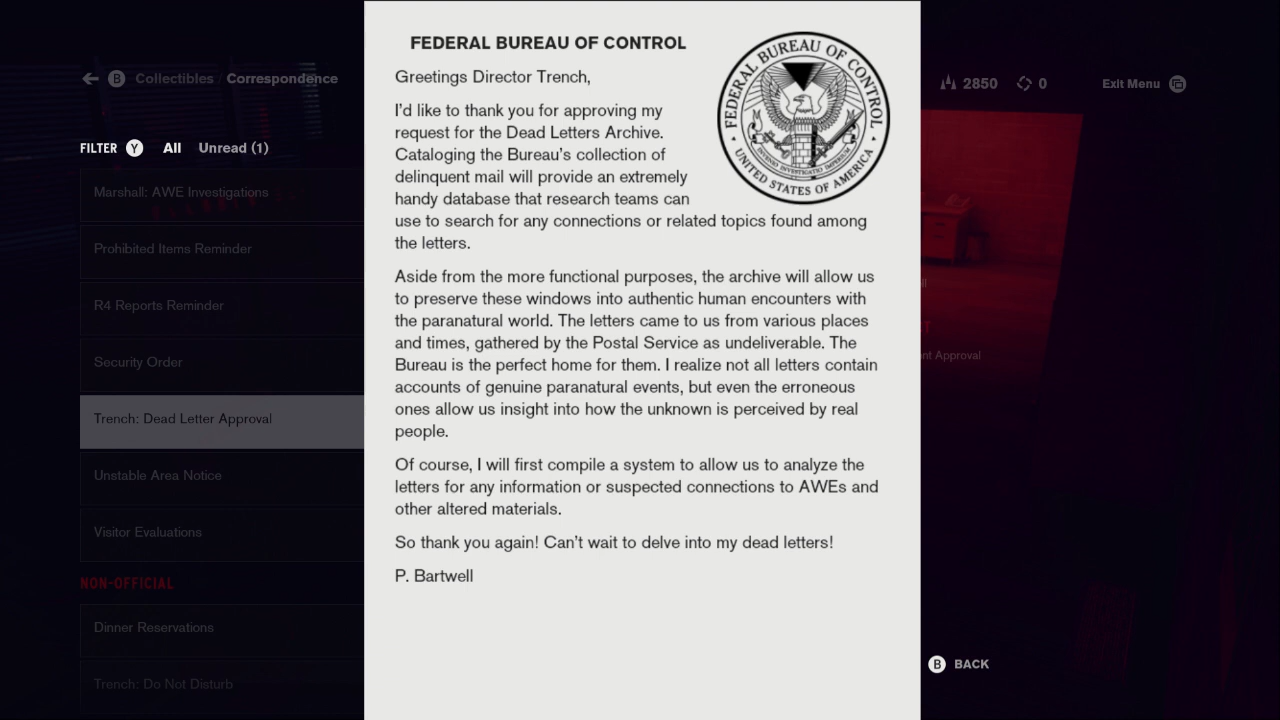 FEDERAL BUREAU OF CONTROL
FEDERAL BUREAU OF CONTROL
UNITED STATES OF AMERICA
Greetings Director Trench,
I'd like to thank you for approving my
request for the Dead Letters Archive.
Cataloging the Bureau's collection of
delinquent mail will provide an extremely
handy database that research teams can
use to search for any connections or related topics found among
the letters.
Aside from the more functional purposes, the archive will allow us
to preserve these windows into authentic human encounters with
the paranatural world. The letters came to us from various places
and times, gathered by the Postal Service as undeliverable. The
Bureau is the perfect home for them. I realize not all letters contain
accounts of genuine paranatural events, but even the erroneous
ones allow us insight into how the unknown is perceived by real
people.
Of course, I will first compile a system to allow us to analyze the
letters for any information or suspected connections to AWEs and
other altered materials.
So thank you again! Can't wait to delve into my dead letters!
P. Bartwell
B Collectibles / Correspondence
2850
0
Exit Menu
FILTER Y All Unread (1)
Marshall: AWE Investigations
Prohibited Items Reminder
R4 Reports Reminder
Security Order
Trench: Dead Letter Approval
Unstable Area Notice
Visitor Evaluations
NON-OFFICIAL
Dinner Reservations
Trench: Do Not Disturb
Approval
B BACK